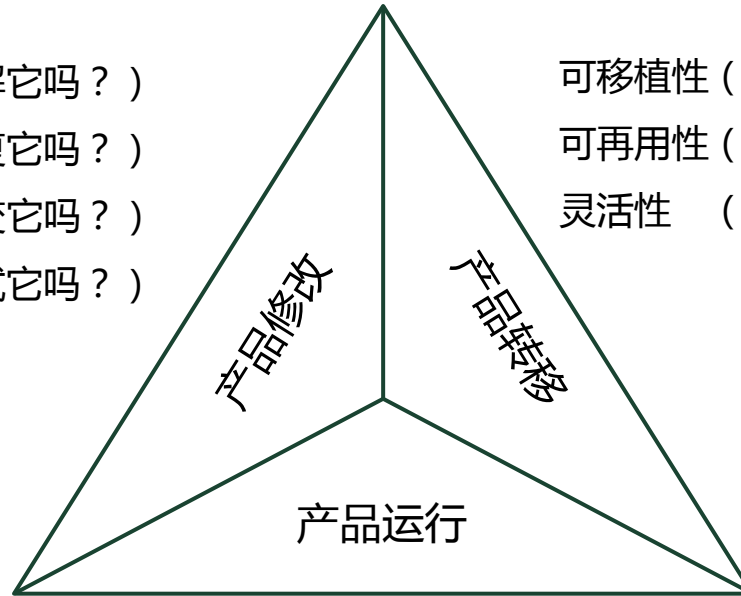 它吗？）
它吗？）
它吗？）
它吗？）
可移植性（
可再用性（
灵活性 （
产品修改
产品转移
产品运行